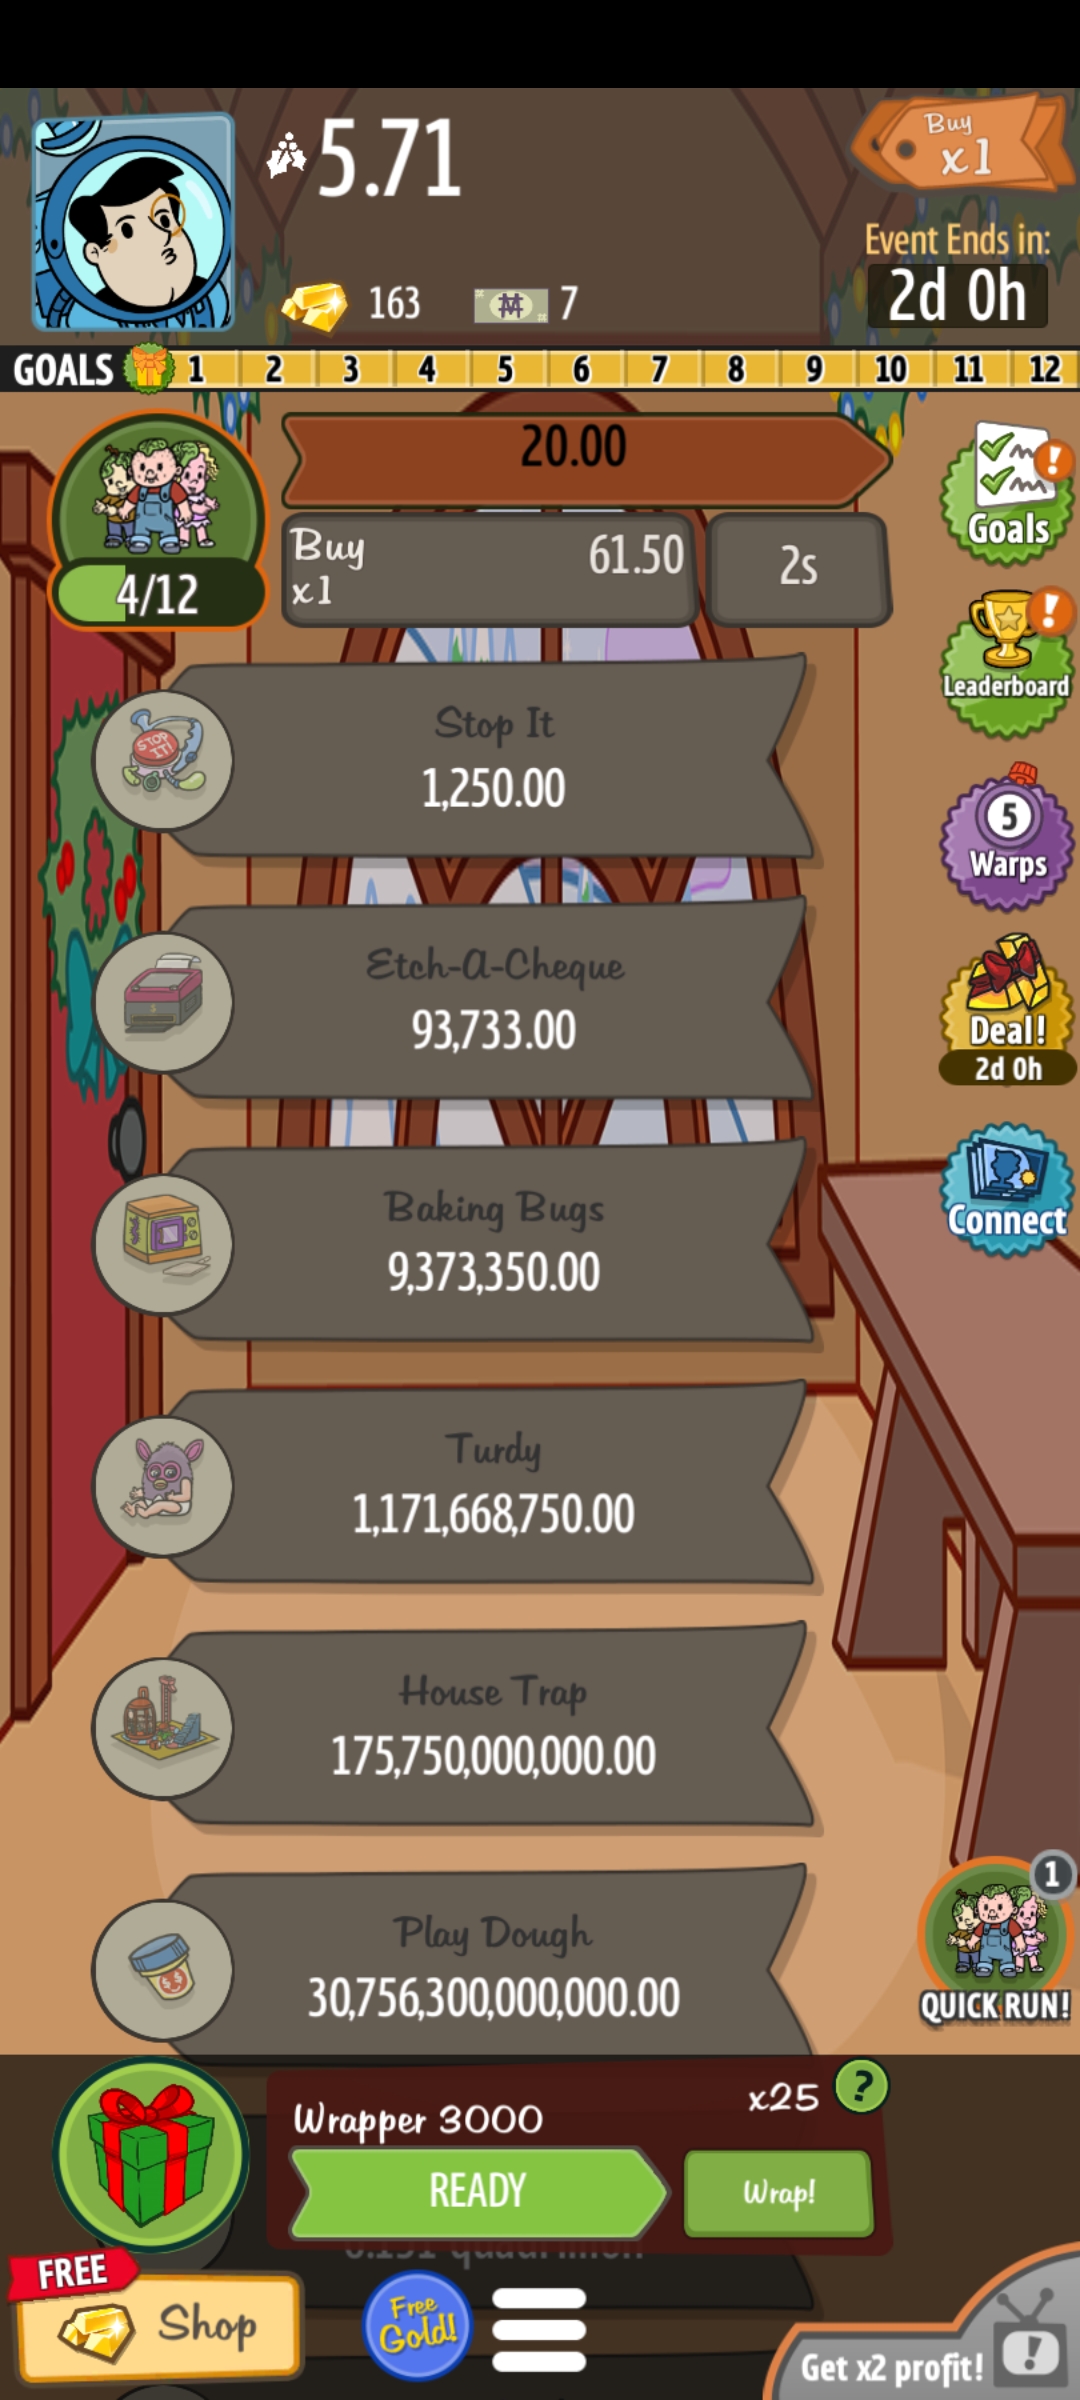 5.71
Buy
x1
Event Ends in:
2d 0h
163
7
GOALS 1 2 3 4 5 6 7 8 9 10 11 12
20.00
4/12
Buy
x1
61.50
2s
Goals
Leaderboard
Stop It
1,250.00
STOP
IT!
5
Warps
Etch-A-Cheque
93,733.00
Deal!
2d 0h
Baking Bugs
9,373,350.00
Connect
Turdy
1,171,668,750.00
House Trap
175,750,000,000.00
Play Dough
30,756,300,000,000.00
1
QUICK RUN!
Wrapper 3000
x25
?
READY
Wrap!
FREE
Shop
Free
Gold!
Get x2 profit!